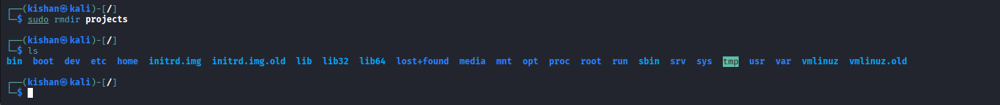 ┌──(kishan㉿kali)-[/]
└─$ sudo rmdir projects
┌──(kishan㉿kali)-[/]
└─$ ls
bin boot dev etc home initrd.img initrd.img.old lib lib32 lib64 lost+found media mnt opt proc root run sbin srv sys tmp usr var vmlinuz vmlinuz.old
┌──(kishan㉿kali)-[/]
└─$